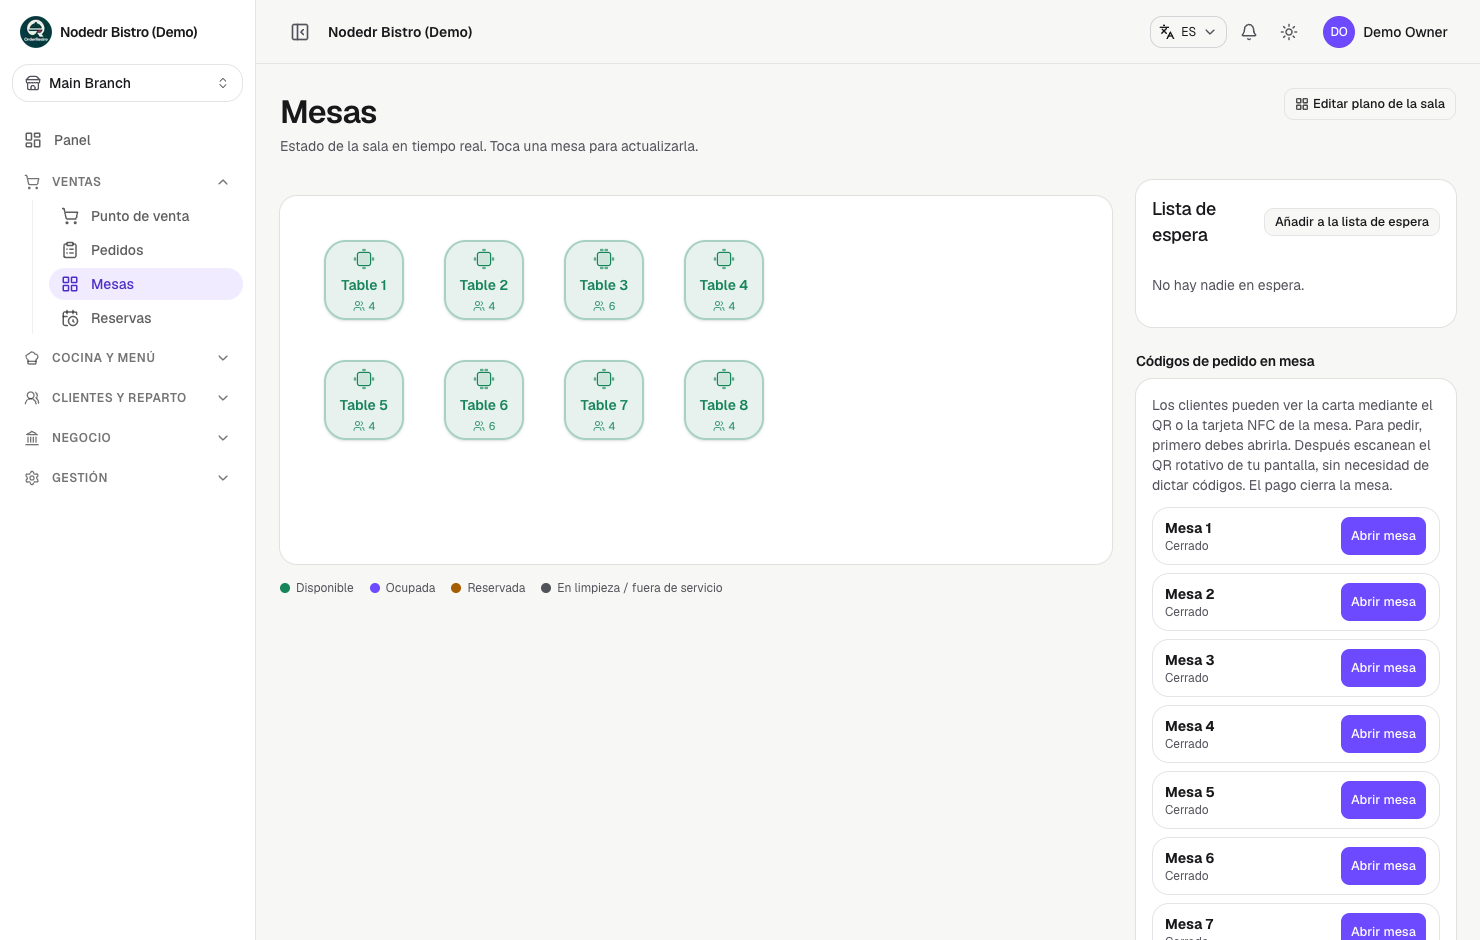 Nodedr Bistro (Demo)
Main Branch
Panel
VENTAS
Punto de venta
Pedidos
Mesas
Reservas
COCINA Y MENÚ
CLIENTES Y REPARTO
NEGOCIO
GESTIÓN
Nodedr Bistro (Demo)
ES
DO
Demo Owner
Mesas
Estado de la sala en tiempo real. Toca una mesa para actualizarla.
Editar plano de la sala
Table 1
4
Table 2
4
Table 3
6
Table 4
4
Table 5
4
Table 6
6
Table 7
4
Table 8
4
Disponible
Ocupada
Reservada
En limpieza / fuera de servicio
Lista de
espera
Añadir a la lista de espera
No hay nadie en espera.
Códigos de pedido en mesa
Los clientes pueden ver la carta mediante el
QR o la tarjeta NFC de la mesa. Para pedir,
primero debes abrirla. Después escanean el
QR rotativo de tu pantalla, sin necesidad de
dictar códigos. El pago cierra la mesa.
Mesa 1
Cerrado
Abrir mesa
Mesa 2
Cerrado
Abrir mesa
Mesa 3
Cerrado
Abrir mesa
Mesa 4
Cerrado
Abrir mesa
Mesa 5
Cerrado
Abrir mesa
Mesa 6
Cerrado
Abrir mesa
Mesa 7
Abrir mesa